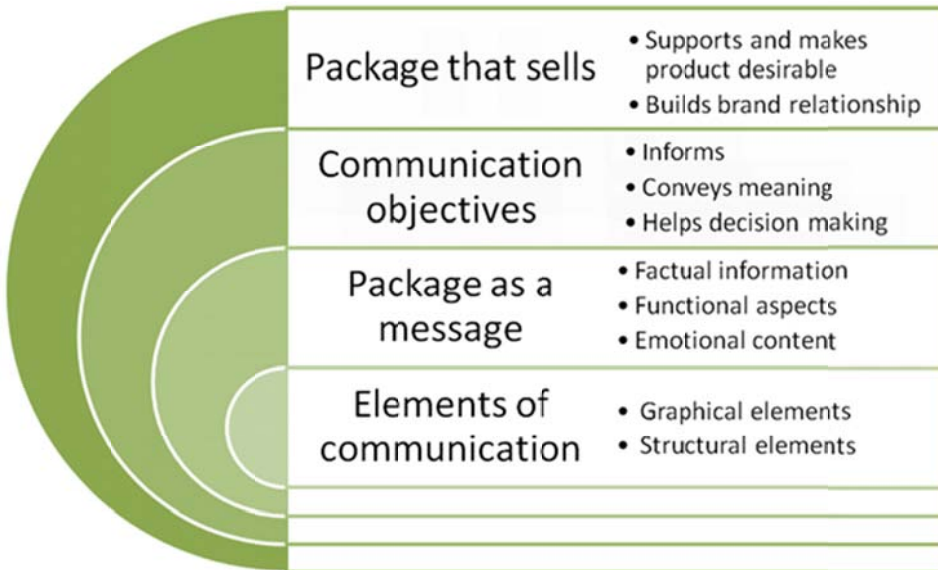 Package that sells
• Supports and makes
product desirable
• Builds brand relationship
Communication
objectives
• Informs
• Conveys meaning
• Helps decision making
Package as a
message
• Factual information
• Functional aspects
• Emotional content
Elements of
communication
• Graphical elements
• Structural elements